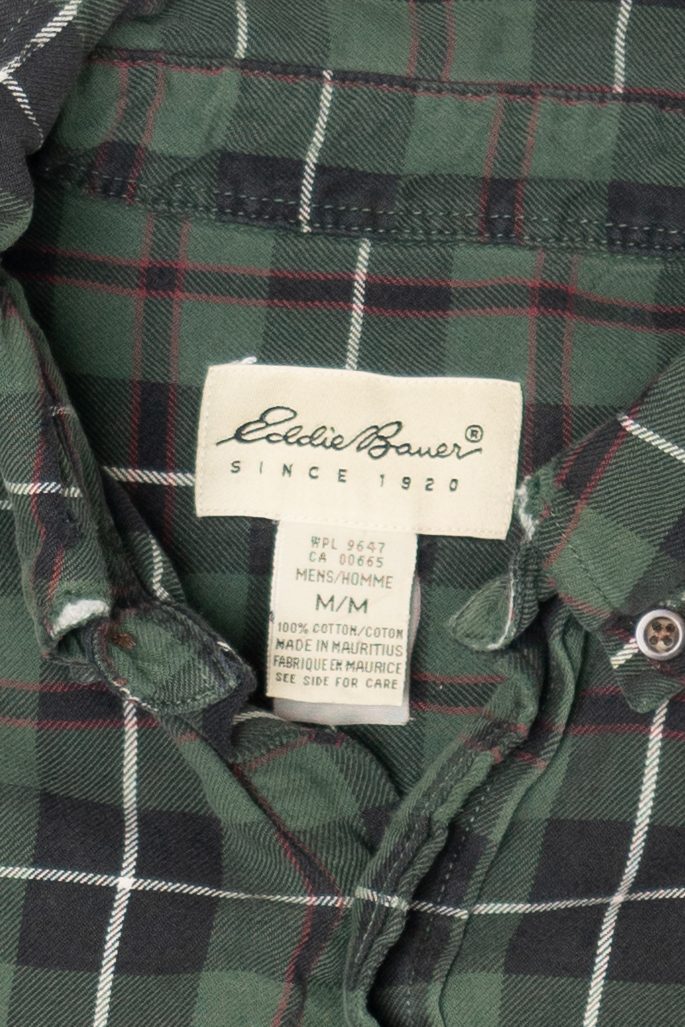 Eddie Bauer®
SINCE 1920
WPL 9647
CA 00665
MENS/HOMME
M/M
100% COTTON/COTON
MADE IN MAURITIUS
FABRIQUE EN MAURICE
SEE SIDE FOR CARE